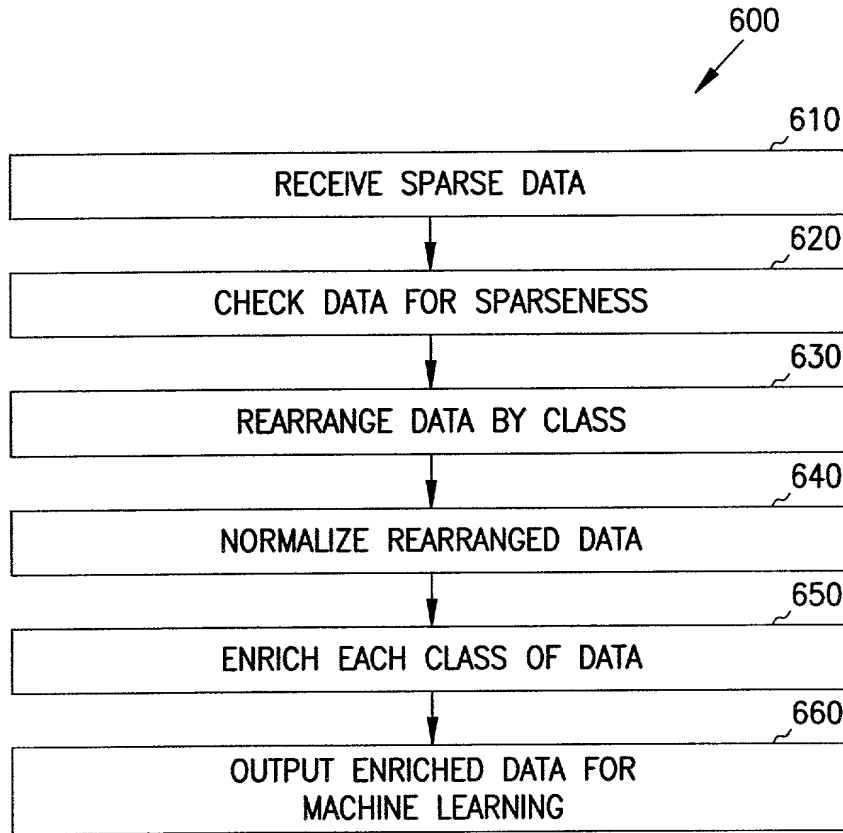 600
610
RECEIVE SPARSE DATA
620
CHECK DATA FOR SPARSENESS
630
REARRANGE DATA BY CLASS
640
NORMALIZE REARRANGED DATA
650
ENRICH EACH CLASS OF DATA
660
OUTPUT ENRICHED DATA FOR
MACHINE LEARNING